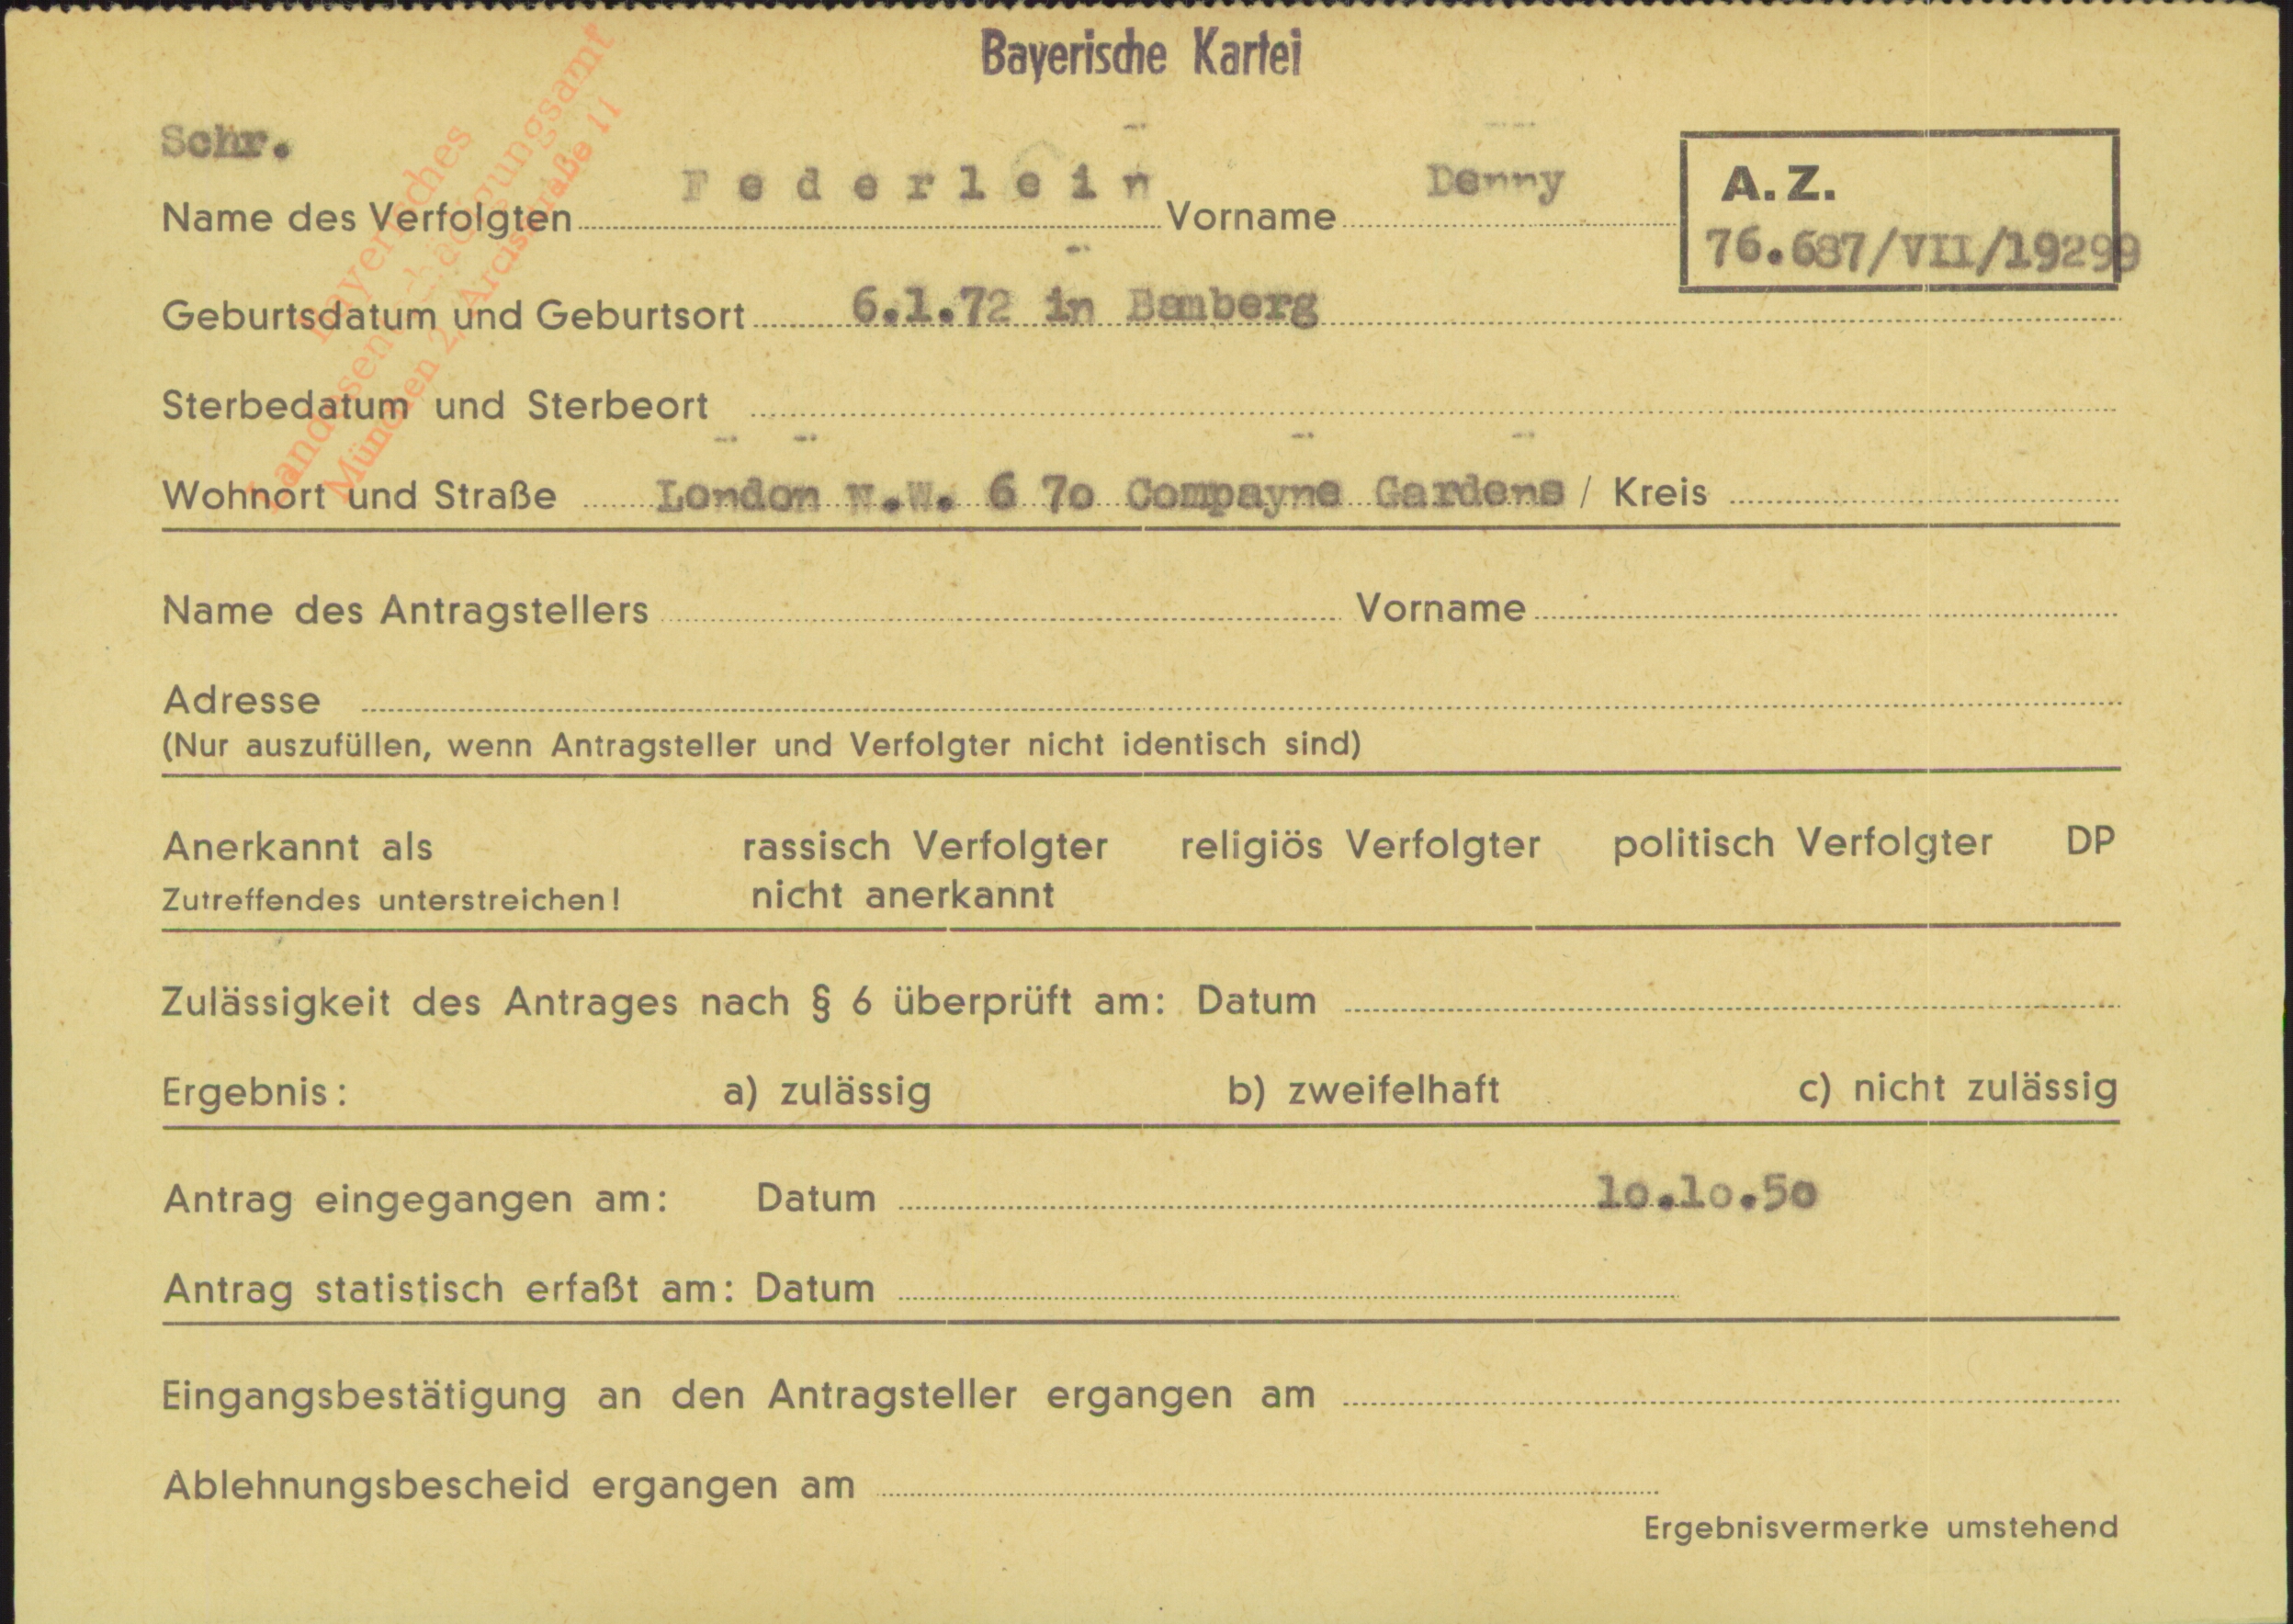 Bayerische Kartei
Bayerisches
Landesentschädigungsamt
München 2, Arcisstraße 11
Schr.
Name des Verfolgten Federlein Vorname Denny
A. Z.
76.687/VII/19299
Geburtsdatum und Geburtsort 6.1.72 in Bamberg
Sterbedatum und Sterbeort
Wohnort und Straße London N.W. 6 7o Compayne Gardens / Kreis
Name des Antragstellers Vorname
Adresse
(Nur auszufüllen, wenn Antragsteller und Verfolgter nicht identisch sind)
Anerkannt als rassisch Verfolgter religiös Verfolgter politisch Verfolgter DP
Zutreffendes unterstreichen! nicht anerkannt
Zulässigkeit des Antrages nach § 6 überprüft am: Datum
Ergebnis: a) zulässig b) zweifelhaft c) nicht zulässig
Antrag eingegangen am: Datum 1o.1o.5o
Antrag statistisch erfaßt am: Datum
Eingangsbestätigung an den Antragsteller ergangen am
Ablehnungsbescheid ergangen am
Ergebnisvermerke umstehend